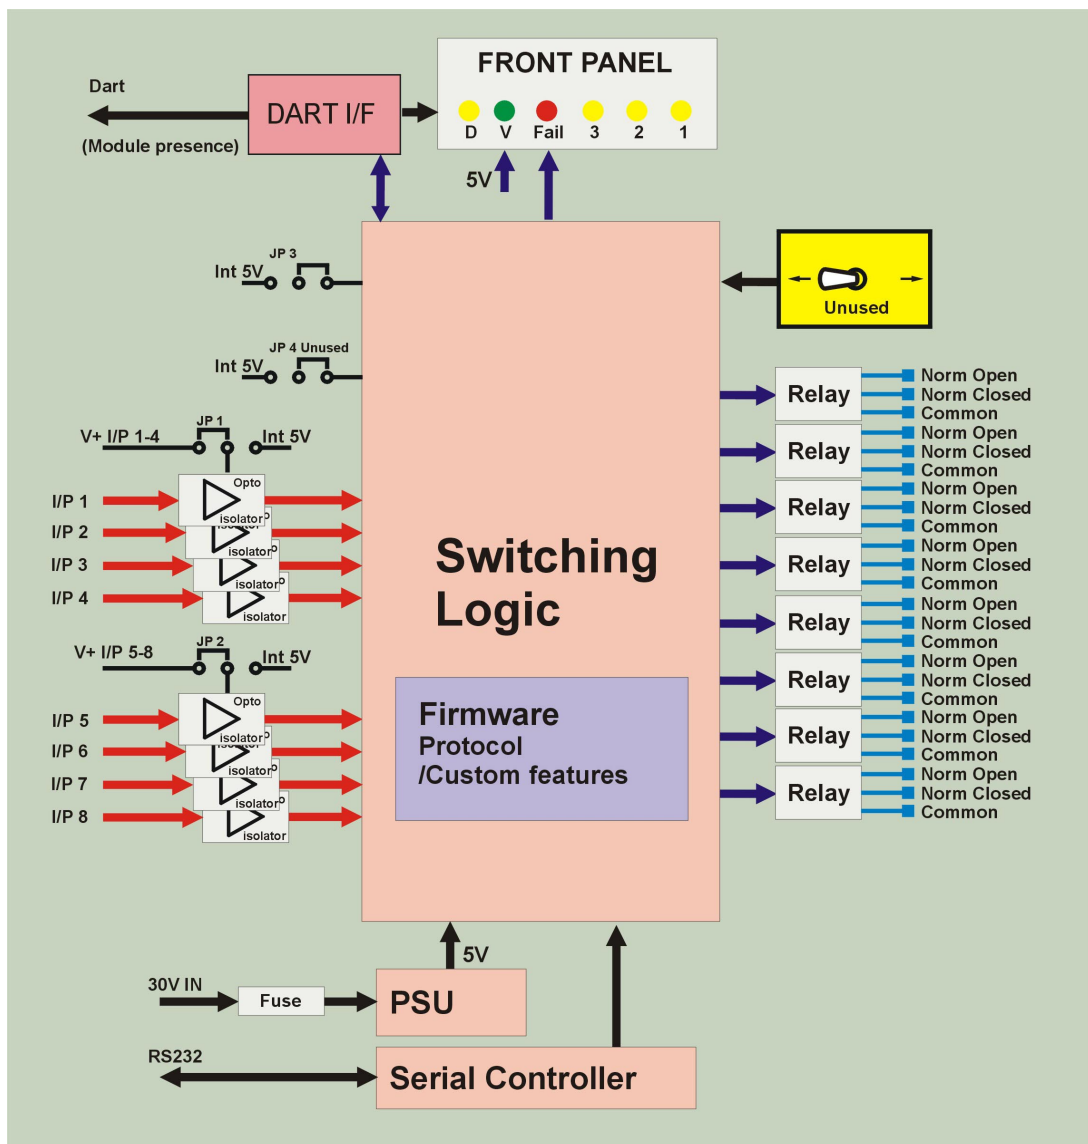 FRONT PANEL
D V Fail 3 2 1
Dart
DART I/F
(Module presence)
5V
JP 3
Int 5V
Unused
JP 4 Unused
Int 5V
JP 1
V+ I/P 1-4
Int 5V
I/P 1
Opto
isolator
I/P 2
isolator
I/P 3
isolator
I/P 4
isolator
JP 2
V+ I/P 5-8
Int 5V
I/P 5
Opto
isolator
I/P 6
isolator
I/P 7
isolator
I/P 8
isolator
Switching
Logic
Firmware
Protocol
/Custom features
Relay
Norm Open
Norm Closed
Common
Relay
Norm Open
Norm Closed
Common
Relay
Norm Open
Norm Closed
Common
Relay
Norm Open
Norm Closed
Common
Relay
Norm Open
Norm Closed
Common
Relay
Norm Open
Norm Closed
Common
Relay
Norm Open
Norm Closed
Common
Relay
Norm Open
Norm Closed
Common
5V
30V IN
Fuse
PSU
RS232
Serial Controller